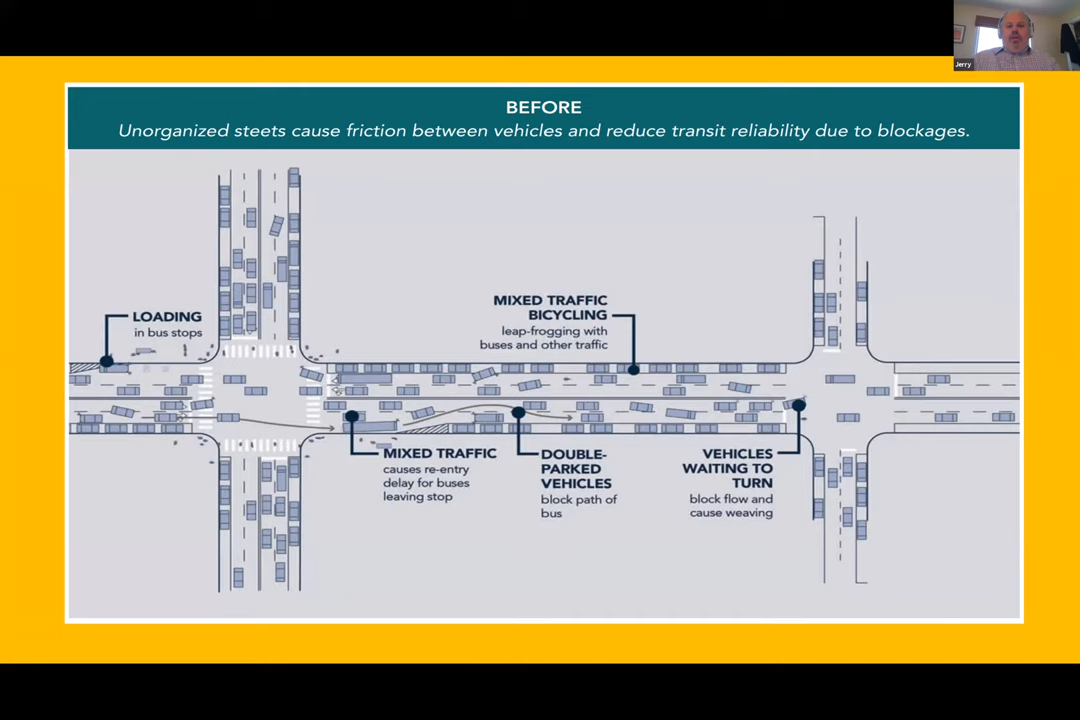 Jerry
BEFORE
Unorganized steets cause friction between vehicles and reduce transit reliability due to blockages.
LOADING
in bus stops
MIXED TRAFFIC
BICYCLING
leap-frogging with
buses and other traffic
MIXED TRAFFIC
causes re-entry
delay for buses
leaving stop
DOUBLE-
PARKED
VEHICLES
block path of
bus
VEHICLES
WAITING TO
TURN
block flow and
cause weaving